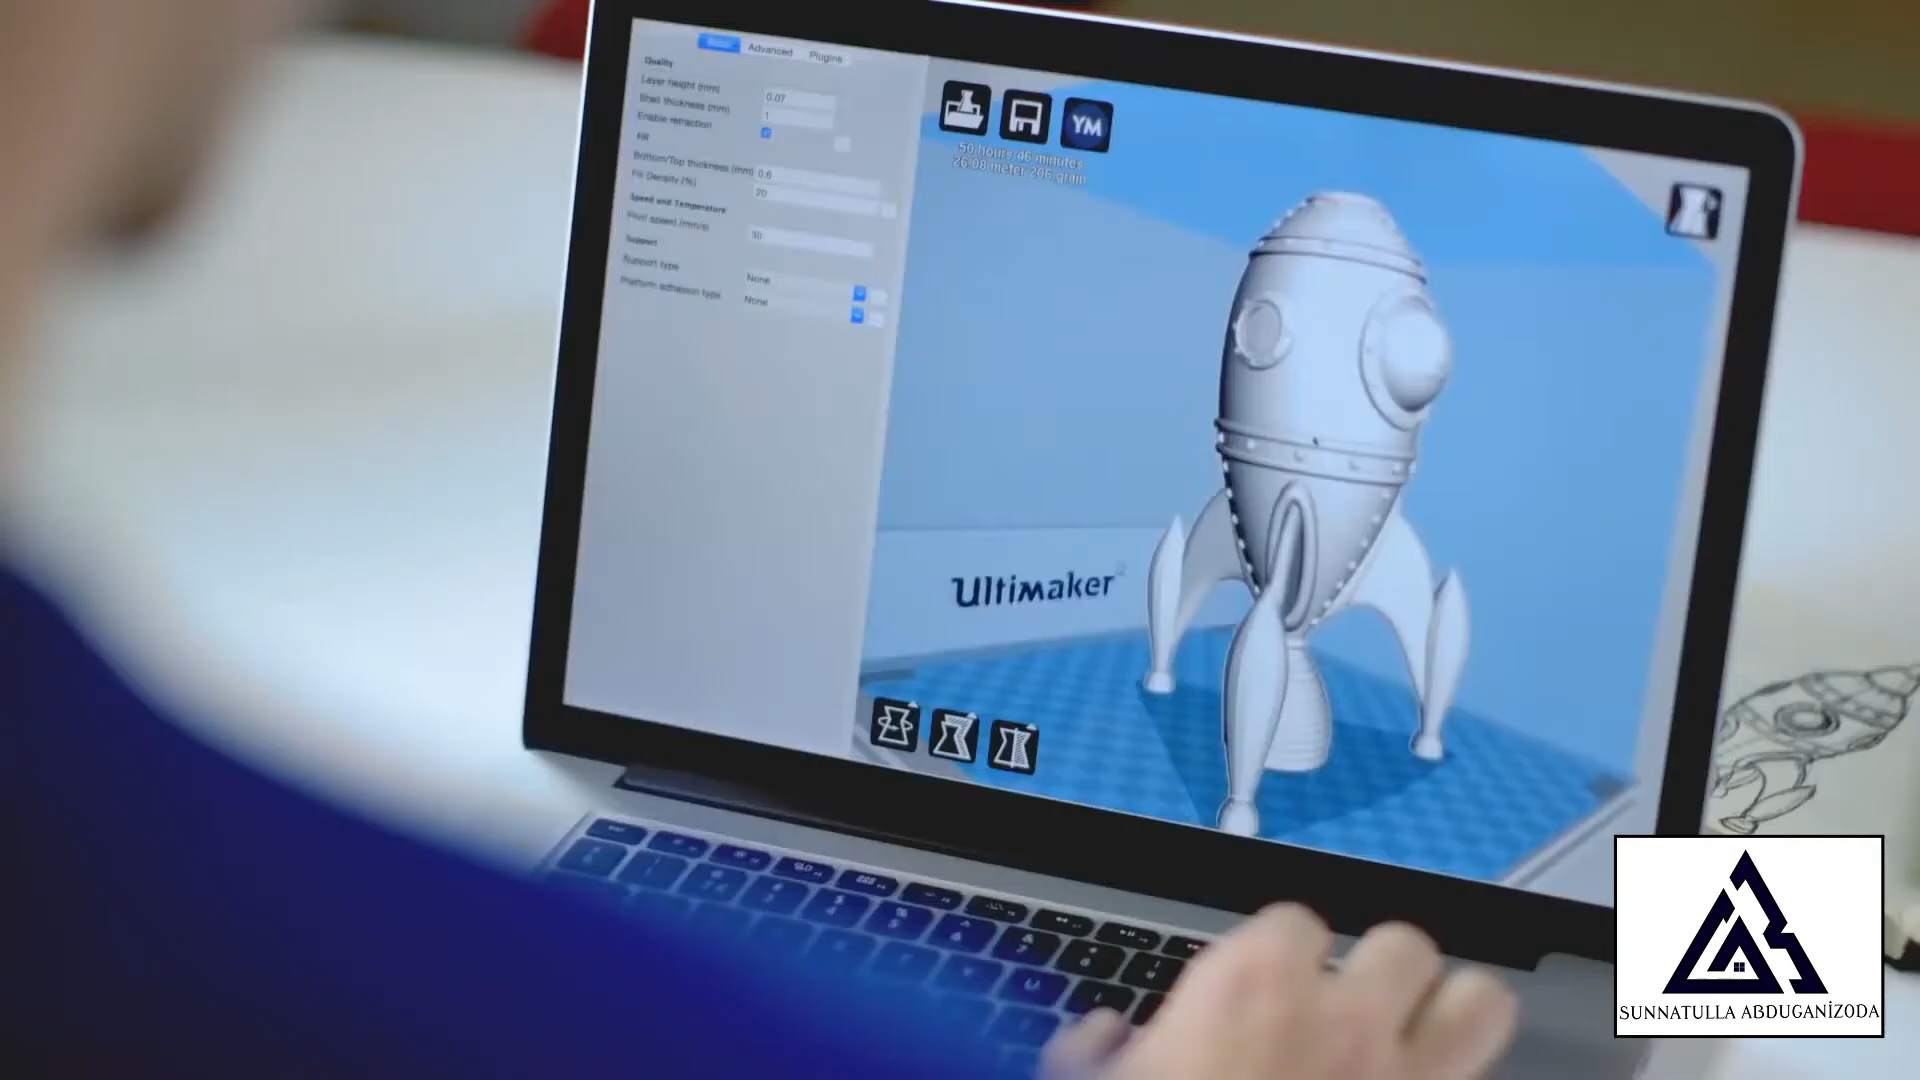 Basic Advanced Plugins
Quality
Layer height (mm) 0.07
Shell thickness (mm) 1
Enable retraction
Fill
Bottom/Top thickness (mm) 0.6
Fill Density (%) 20
Speed and Temperature
Print speed (mm/s) 50
Support
Support type None
Platform adhesion type None
YM
50 hours 46 minutes
26.08 meter 206 gram
Ultimaker²
SUNNATULLA ABDUGANİZODA